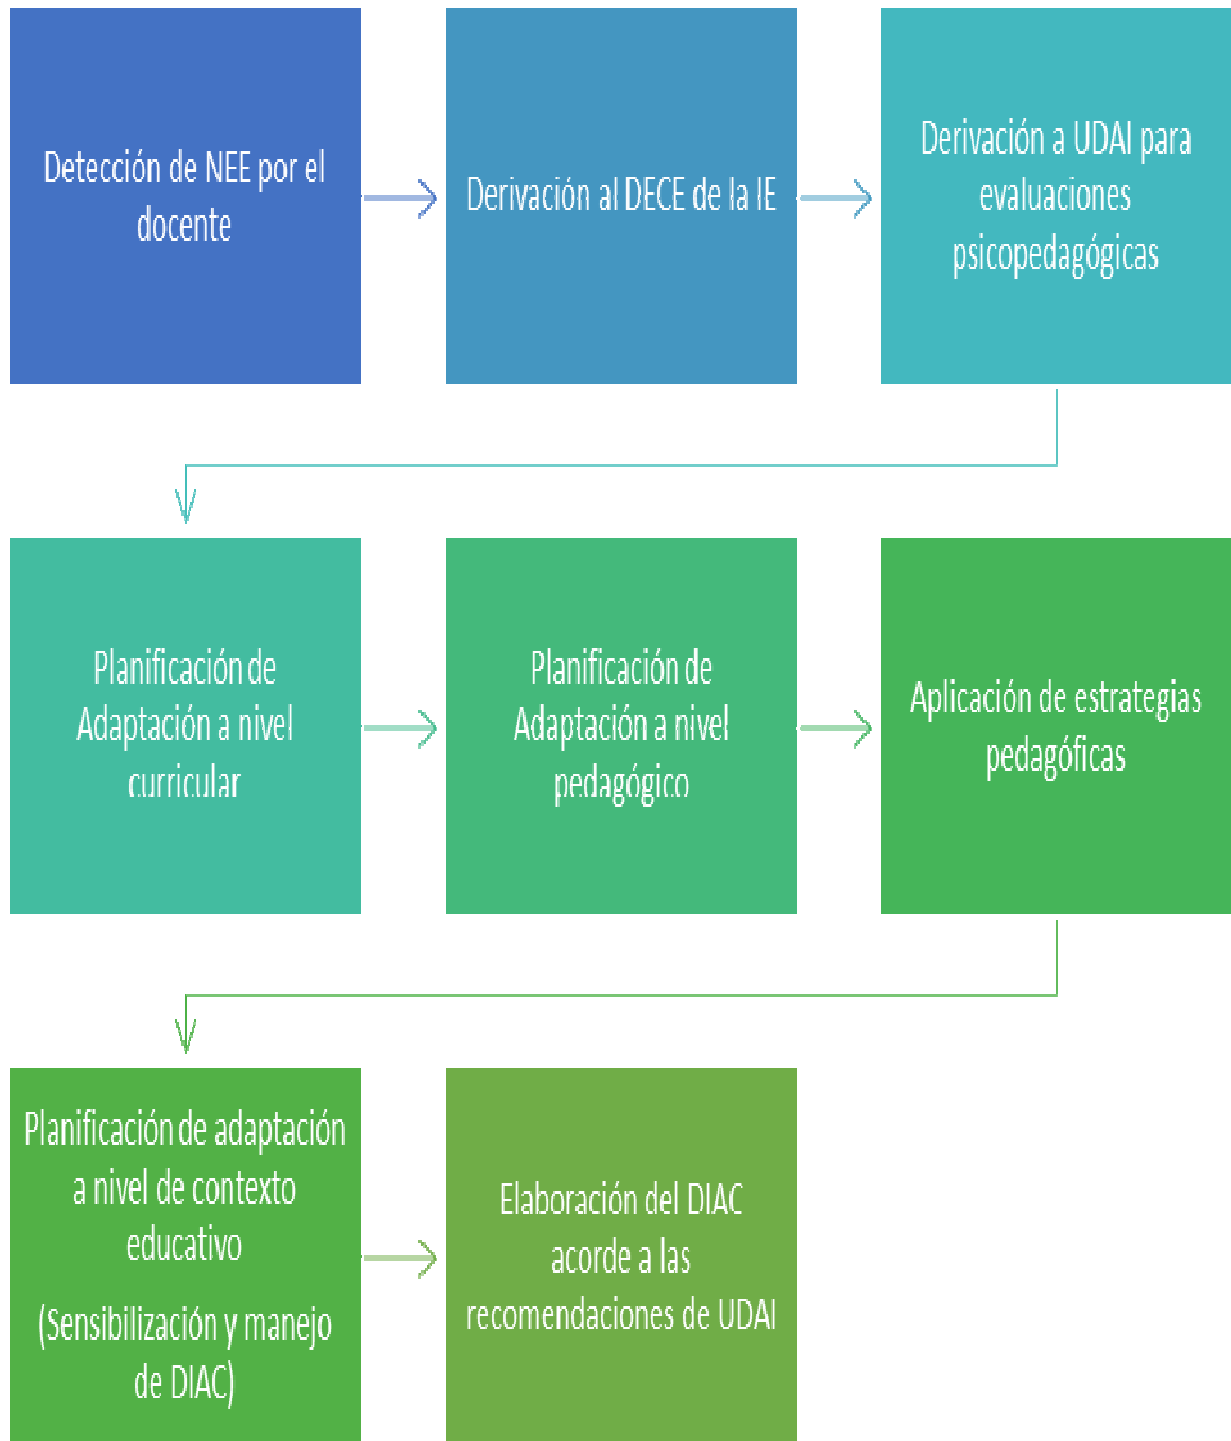 Detección de NEE por el
docente
Derivación al DECE de la IE
Derivación a UDAI para
evaluaciones
psicopedagógicas
Planificación de
Adaptación a nivel
curricular
Planificación de
Adaptación a nivel
pedagógico
Aplicación de estrategias
pedagóficas
Planificación de adaptación
a nivel de contexto
educativo
(Sensibilización y manejo
de DIAC)
Elaboración del DIAC
acorde a las
recomendaciones de UDAI